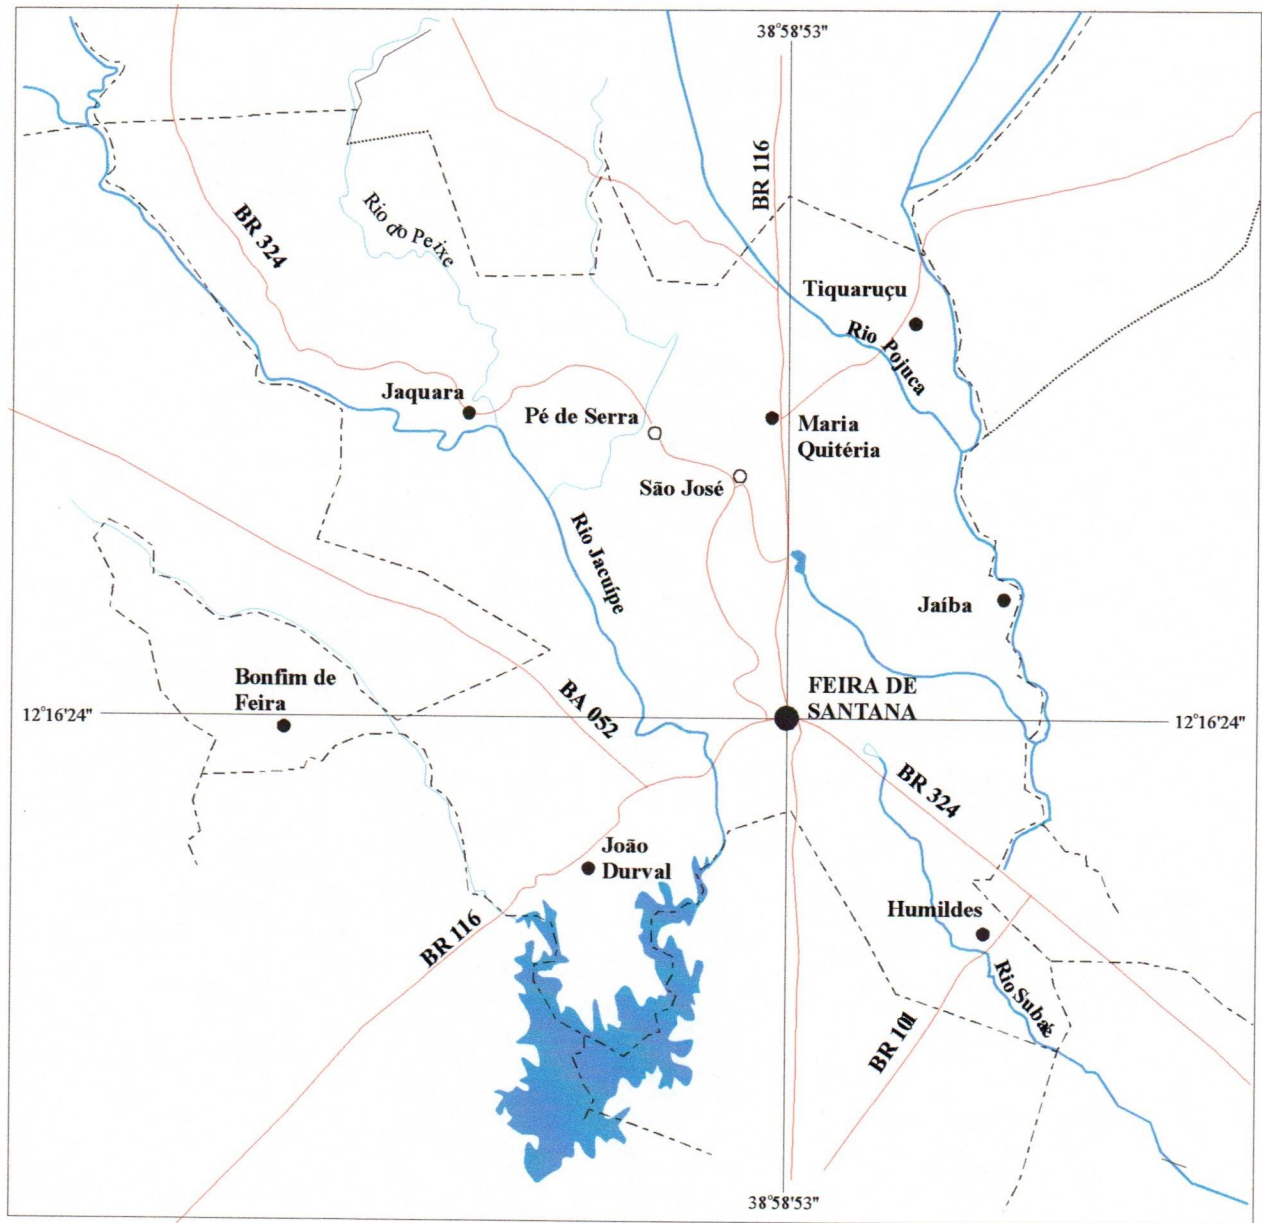 38°58'53"
BR 116
BR 324
Rio do Peixe
Tiquaruçu
Rio Pojuca
Jaquara
Pé de Serra
Maria
Quitéria
São José
Rio Jacuípe
Jaíba
Bonfim de
Feira
BA 052
FEIRA DE
SANTANA
12°16'24"
12°16'24"
BR 324
João
Durval
Humildes
BR 116
Rio Subaé
BR 101
38°58'53"